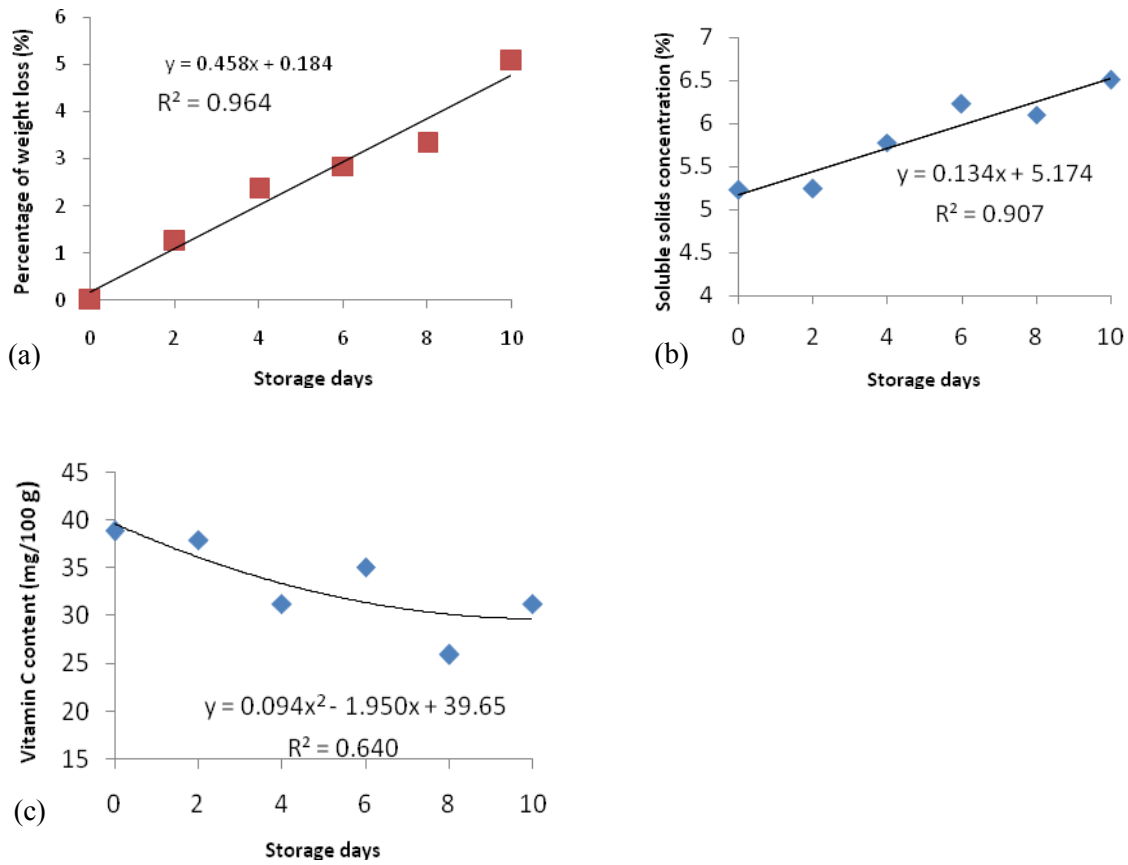 Percentage of weight loss (%)
6
5
4
3
2
1
0
y = 0.458x + 0.184
R² = 0.964
0 2 4 6 8 10
Storage days
(a)
Soluble solids concentration (%)
7
6.5
6
5.5
5
4.5
4
y = 0.134x + 5.174
R² = 0.907
0 2 4 6 8 10
Storage days
(b)
Vitamin C content (mg/100 g)
45
40
35
30
25
20
15
y = 0.094x² - 1.950x + 39.65
R² = 0.640
0 2 4 6 8 10
Storage days
(c)